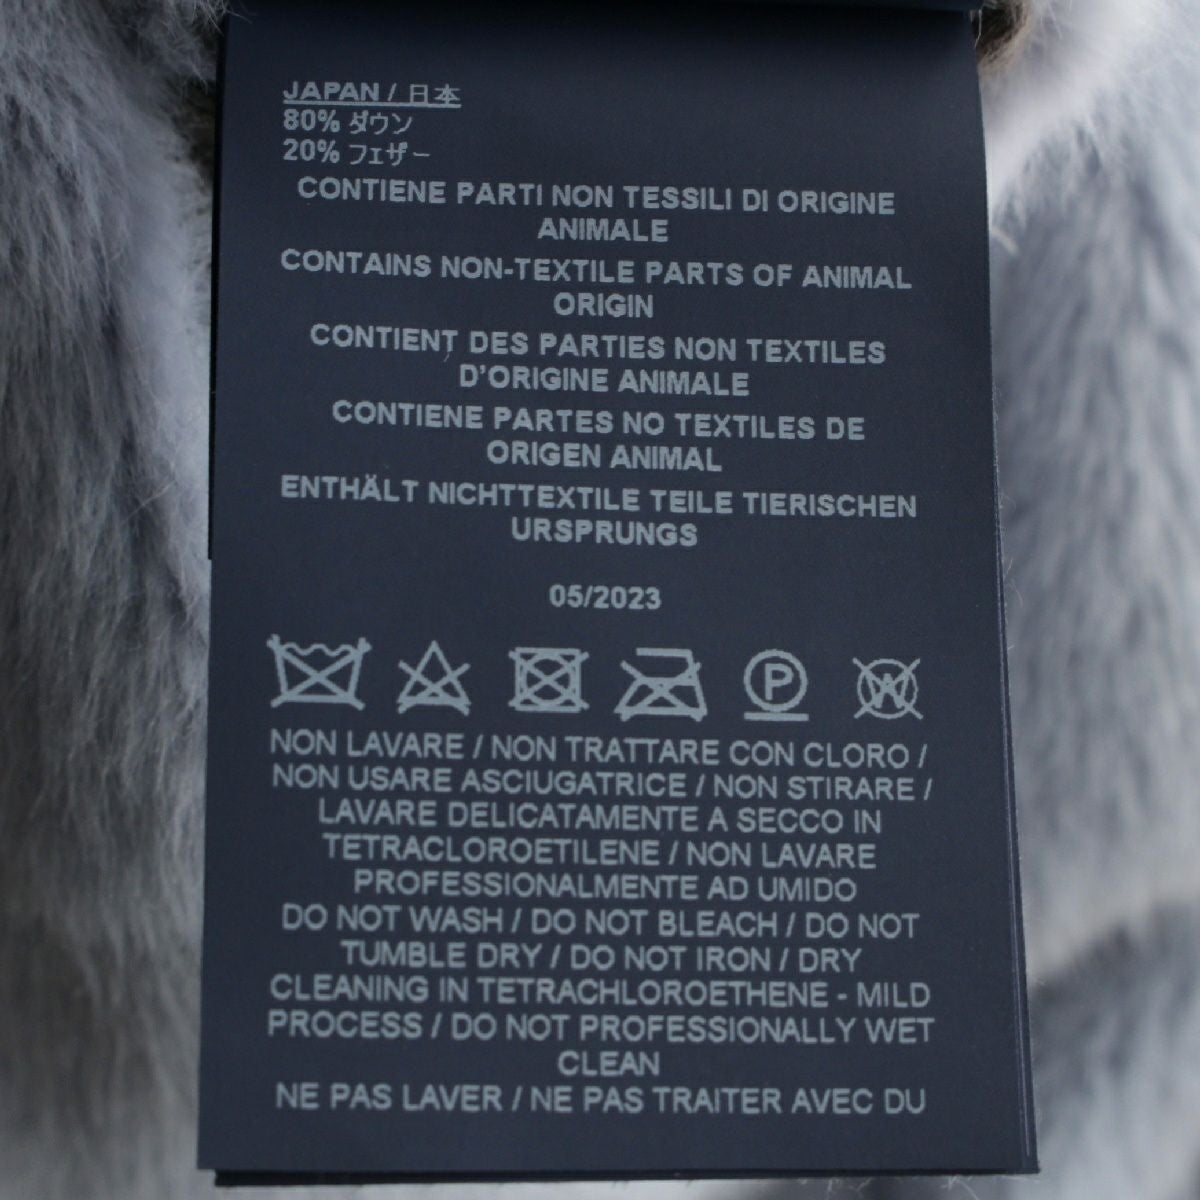 JAPAN / 日本
80% ダウン
20% フェザー
CONTIENE PARTI NON TESSILI DI ORIGINE
ANIMALE
CONTAINS NON-TEXTILE PARTS OF ANIMAL
ORIGIN
CONTIENT DES PARTIES NON TEXTILES
D'ORIGINE ANIMALE
CONTIENE PARTES NO TEXTILES DE
ORIGEN ANIMAL
ENTHÄLT NICHTTEXTILE TEILE TIERISCHEN
URSPRUNGS
05/2023
P W
NON LAVARE / NON TRATTARE CON CLORO /
NON USARE ASCIUGATRICE / NON STIRARE /
LAVARE DELICATAMENTE A SECCO IN
TETRACLOROETILENE / NON LAVARE
PROFESSIONALMENTE AD UMIDO
DO NOT WASH / DO NOT BLEACH / DO NOT
TUMBLE DRY / DO NOT IRON / DRY
CLEANING IN TETRACHLOROETHENE - MILD
PROCESS / DO NOT PROFESSIONALLY WET
CLEAN
NE PAS LAVER / NE PAS TRAITER AVEC DU